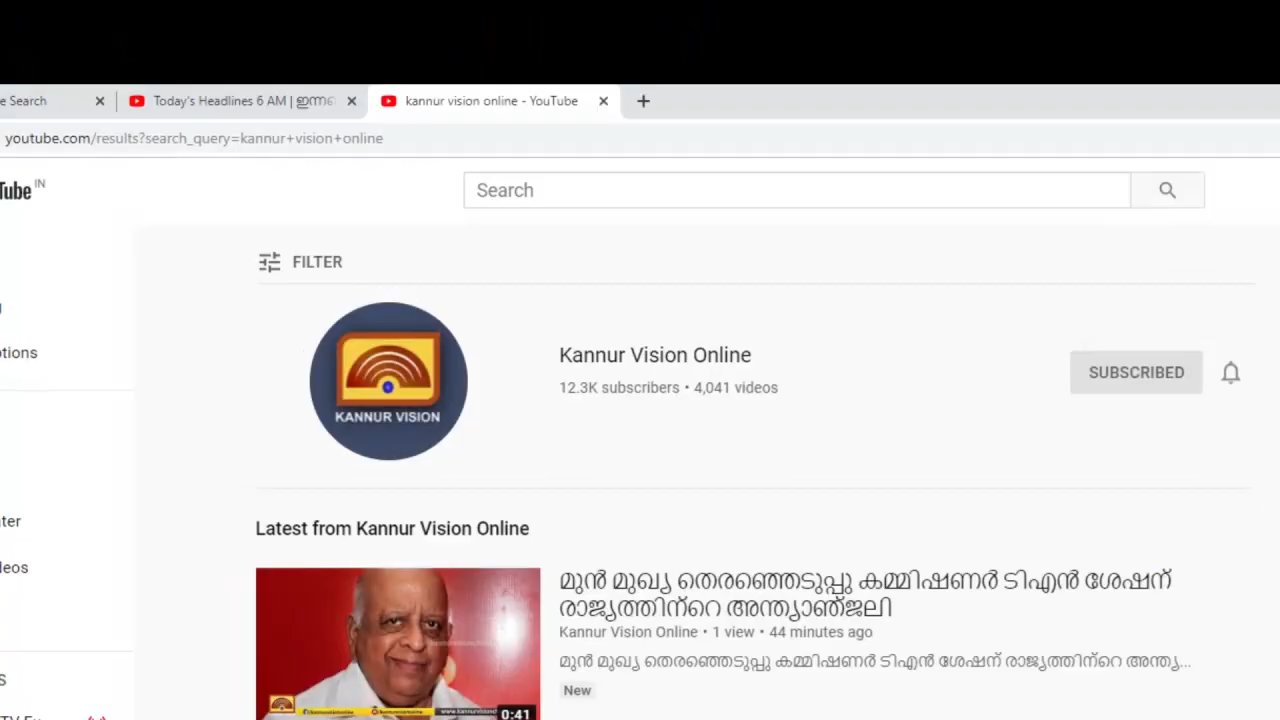 e Search
Today's Headlines 6 AM | ഇന്നെ
kannur vision online - YouTube
youtube.com/results?search_query=kannur+vision+online
Tube IN
Search
FILTER
KANNUR VISION
Kannur Vision Online
12.3K subscribers • 4,041 videos
SUBSCRIBED
ptions
ter
leos
S
Latest from Kannur Vision Online
മുൻ മുഖ്യ തെരഞ്ഞെടുപ്പു കമ്മിഷണർ ടിഎൻ ശേഷന്
രാജ്യത്തിന്റെ അന്ത്യാഞ്ജലി
Kannur Vision Online • 1 view • 44 minutes ago
മുൻ മുഖ്യ തെരഞ്ഞെടുപ്പു കമ്മിഷണർ ടിഎൻ ശേഷന് രാജ്യത്തിന്റെ അന്ത്യ...
New
0:41